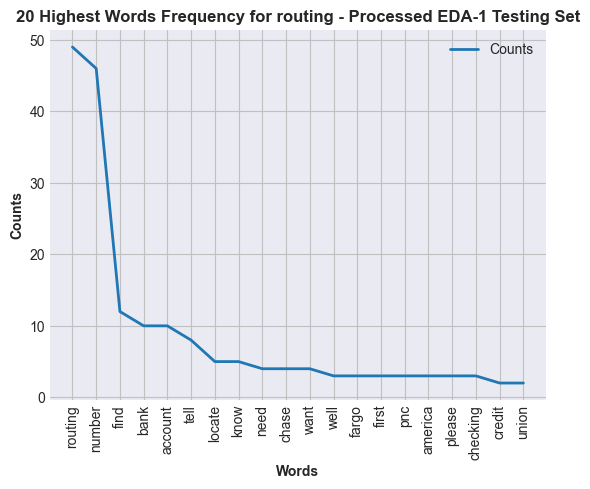 20 Highest Words Frequency for routing - Processed EDA-1 Testing Set
Counts
50
40
30
20
10
0
Counts
routing
number
find
bank
account
tell
locate
know
need
chase
want
well
fargo
first
pnc
america
please
checking
credit
union
Words